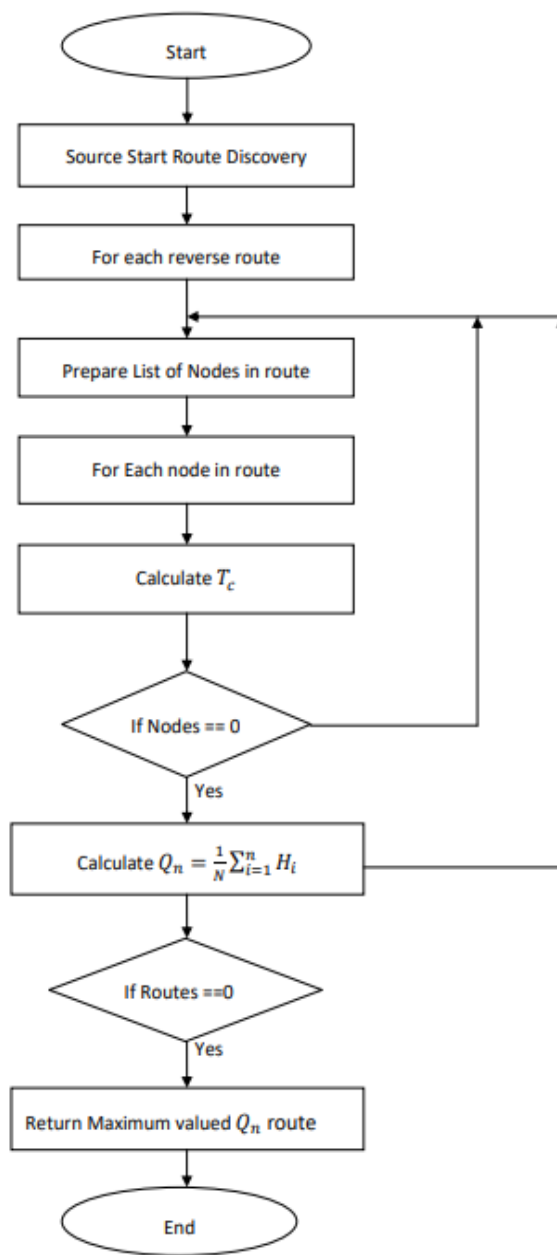 Start
Source Start Route Discovery
For each reverse route
Prepare List of Nodes in route
For Each node in route
Calculate T_c
If Nodes == 0
Yes
Calculate Q_n = \frac{1}{N} \sum_{i=1}^{n} H_i
If Routes ==0
Yes
Return Maximum valued Q_n route
End